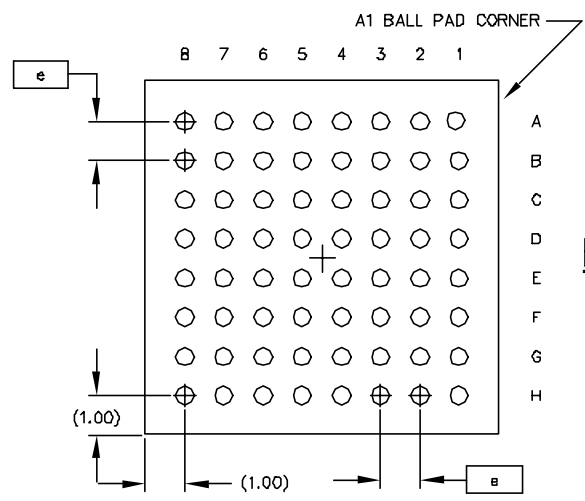 A1 BALL PAD CORNER
8 7 6 5 4 3 2 1
e
A
B
C
D
E
F
G
H
(1.00)
(1.00)
e